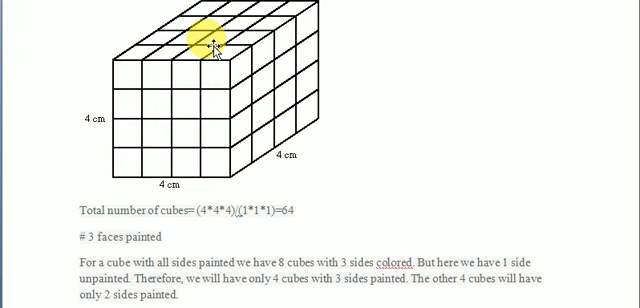 4 cm
4 cm
4 cm
Total number of cubes= (4*4*4)/(1*1*1)=64
# 3 faces painted
For a cube with all sides painted we have 8 cubes with 3 sides colored. But here we have 1 side
unpainted. Therefore, we will have only 4 cubes with 3 sides painted. The other 4 cubes will have
only 2 sides painted.